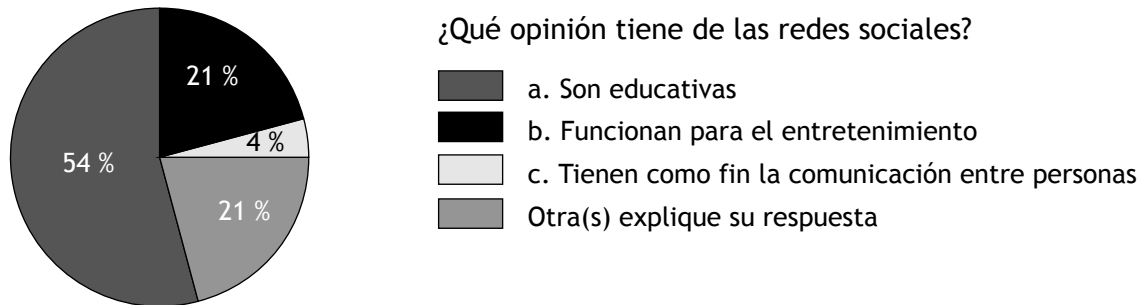 ¿Qué opinión tiene de las redes sociales?
21 %
4 %
54 %
21 %
a. Son educativas
b. Funcionan para el entretenimiento
c. Tienen como fin la comunicación entre personas
Otra(s) explique su respuesta